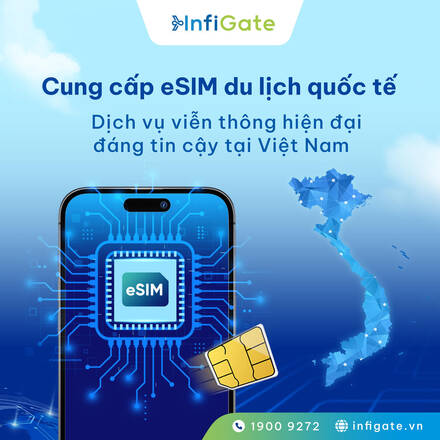 InfiGate
Cung cấp eSIM du lịch quốc tế
Dịch vụ viễn thông hiện đại
đáng tin cậy tại Việt Nam
eSIM
1900 9272
infigate.vn